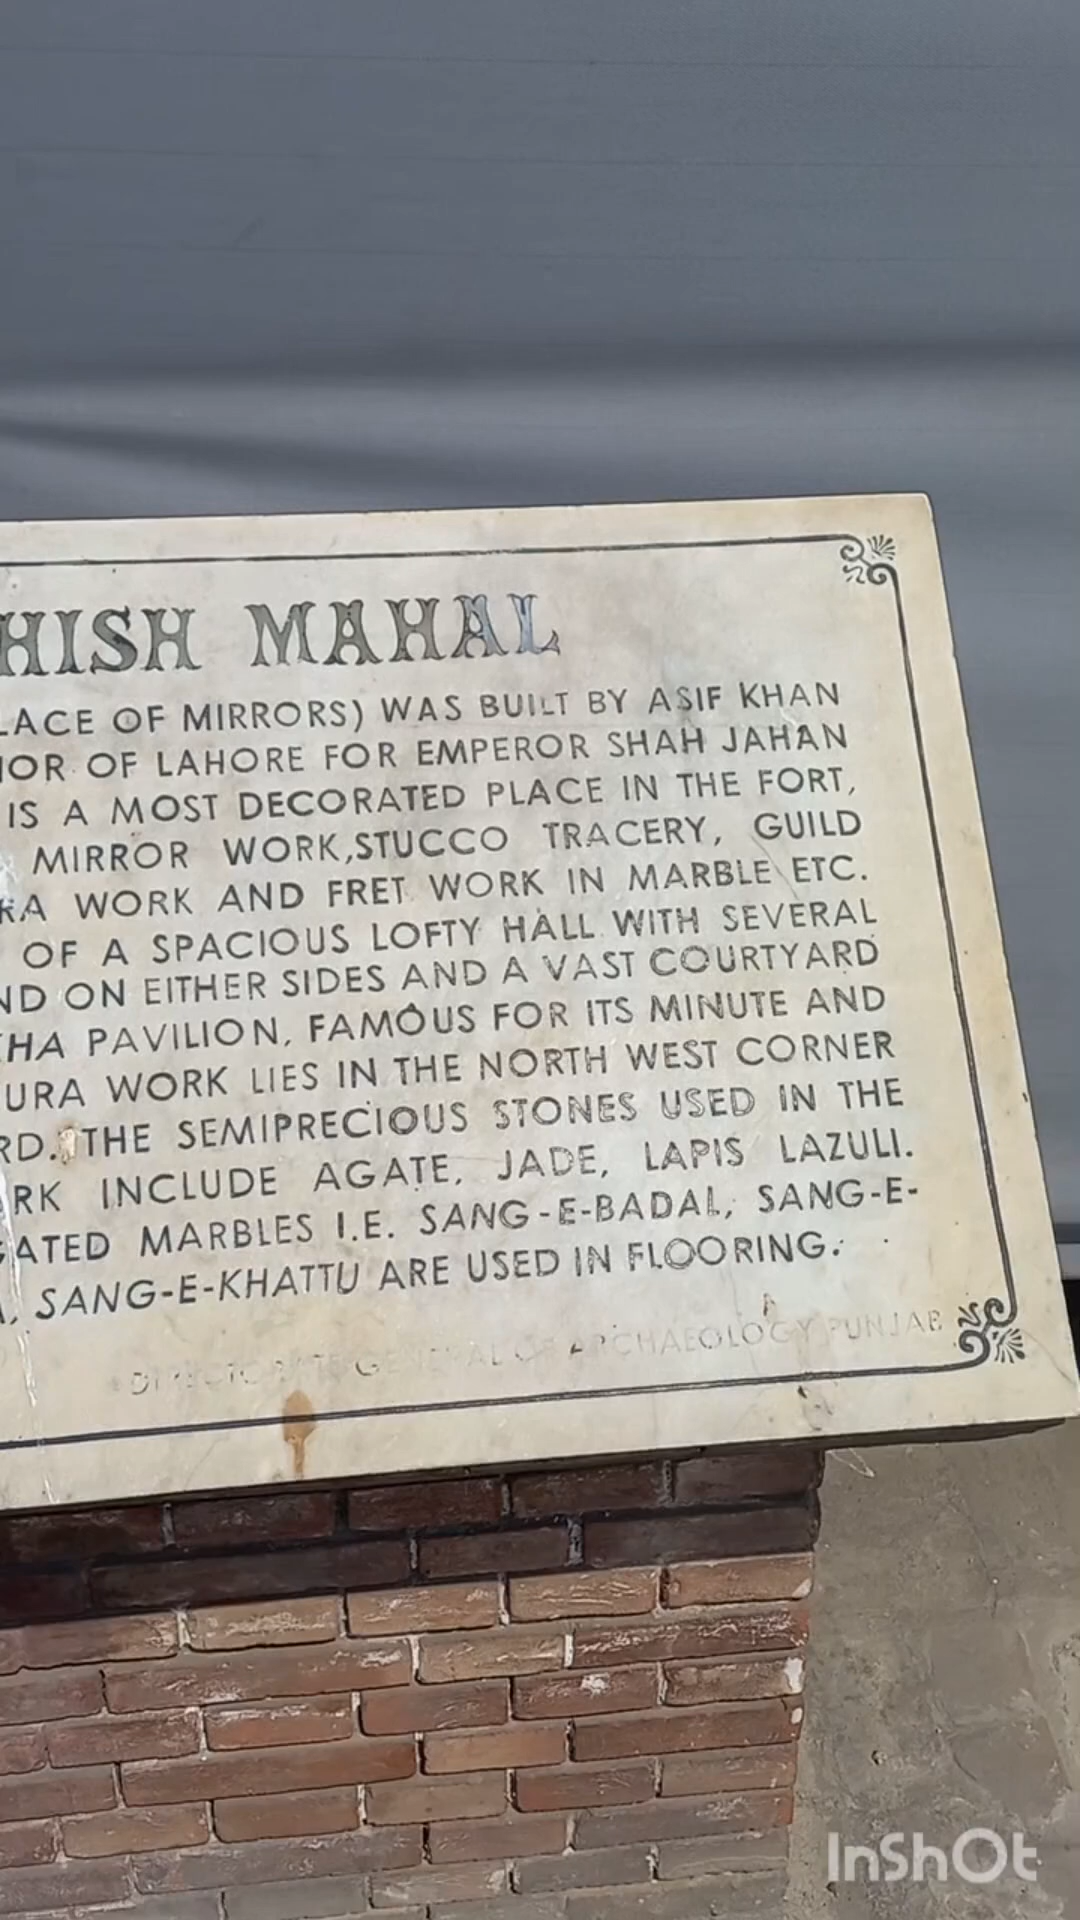 HISH MAHAL
LACE OF MIRRORS) WAS BUILT BY ASIF KHAN
OR OF LAHORE FOR EMPEROR SHAH JAHAN
IS A MOST DECORATED PLACE IN THE FORT,
MIRROR WORK, STUCCO TRACERY, GUILD
RA WORK AND FRET WORK IN MARBLE ETC.
OF A SPACIOUS LOFTY HALL WITH SEVERAL
ND ON EITHER SIDES AND A VAST COURTYARD
KHA PAVILION, FAMOUS FOR ITS MINUTE AND
URA WORK LIES IN THE NORTH WEST CORNER
RD. THE SEMIPRECIOUS STONES USED IN THE
RK INCLUDE AGATE, JADE, LAPIS LAZULI.
GATED MARBLES I.E. SANG-E-BADAL, SANG-E-
SANG-E-KHATTU ARE USED IN FLOORING.
DIRECTORATE GENERAL OF ARCHAEOLOGY PUNJAB
InShOt